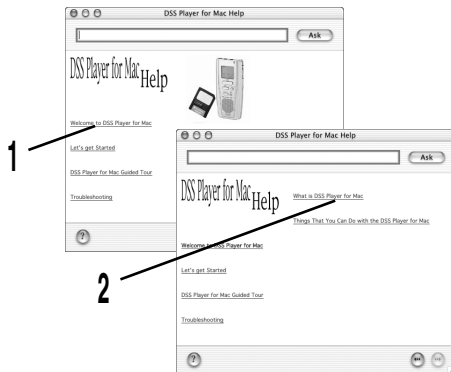 DSS Player for Mac Help
Ask
DSS Player for Mac Help
Welcome to DSS Player for Mac
Let's get Started
DSS Player for Mac Guided Tour
Troubleshooting
?
1
DSS Player for Mac Help
Ask
DSS Player for Mac Help
What is DSS Player for Mac
Things That You Can Do with the DSS Player for Mac
Welcome to DSS Player for Mac
Let's get Started
DSS Player for Mac Guided Tour
Troubleshooting
?
2